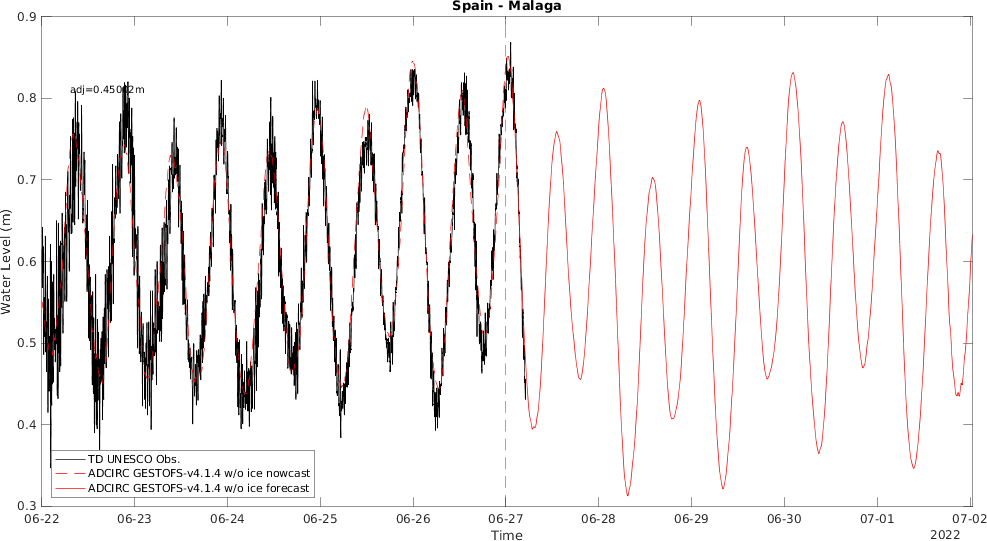 Spain - Malaga
0.9
0.8
0.7
0.6
0.5
0.4
0.3
Water Level (m)
TD UNESCO Obs.
ADCIRC GESTOFS-v4.1.4 w/o ice nowcast
ADCIRC GESTOFS-v4.1.4 w/o ice forecast
06-22 06-23 06-24 06-25 06-26 06-27 06-28 06-29 06-30 07-01 07-02
Time
2022